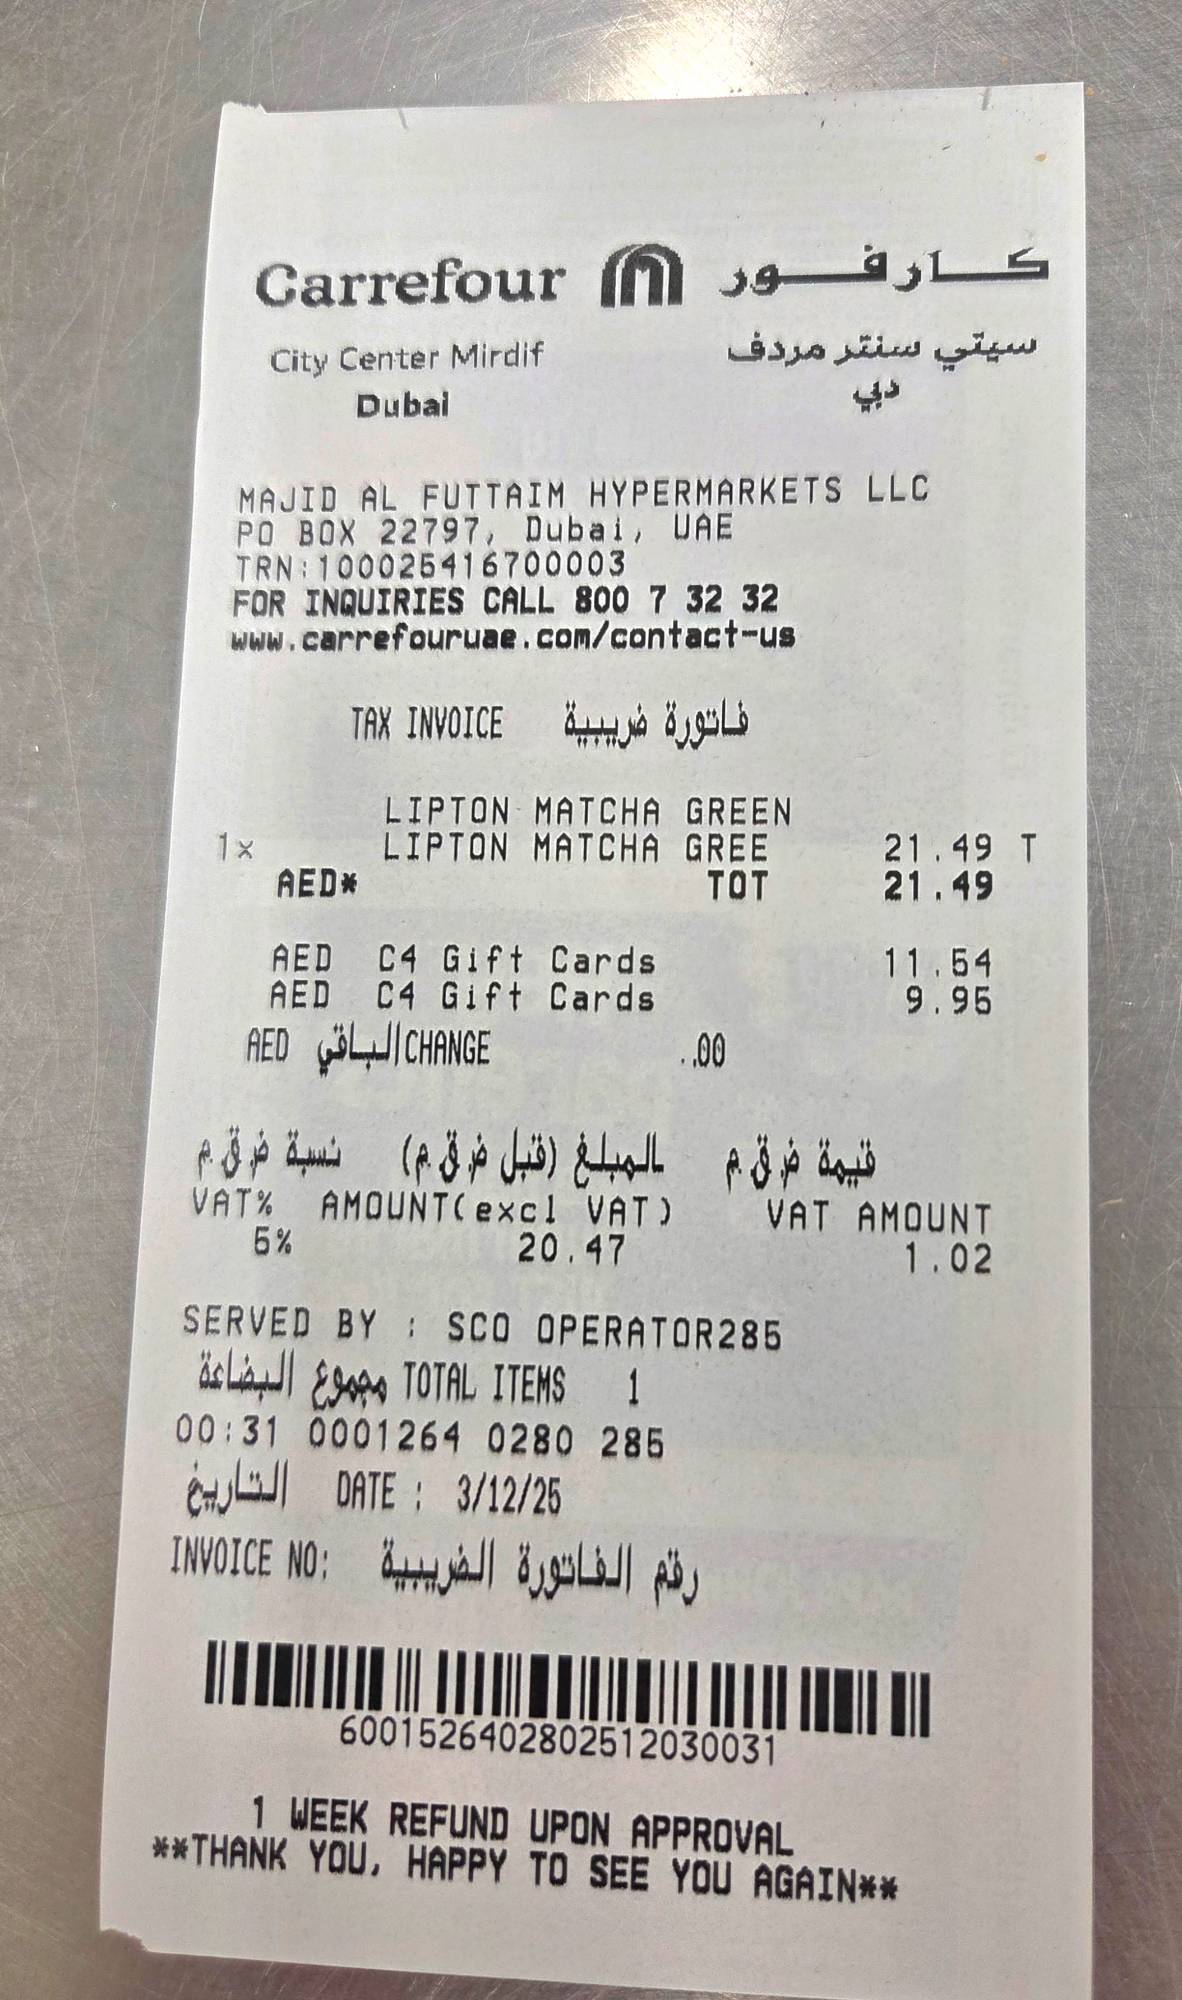 Carrefour كارفور
City Center Mirdif سيتي سنتر مردف
Dubai دبي
MAJID AL FUTTAIM HYPERMARKETS LLC
PO BOX 22797, Dubai, UAE
TRN:100025416700003
FOR INQUIRIES CALL 800 7 32 32
www.carrefouruae.com/contact-us
TAX INVOICE فاتورة ضريبية
LIPTON MATCHA GREEN
1x LIPTON MATCHA GREE 21.49 T
AED* TOT 21.49
AED C4 Gift Cards 11.54
AED C4 Gift Cards 9.95
AED الباقي CHANGE ..00
نسبة ض.ق.م المبلغ (قبل ض.ق.م) قيمة ض.ق.م
VAT% AMOUNT(excl VAT) VAT AMOUNT
5% 20.47 1.02
SERVED BY : SCO OPERATOR285
مجموع البضاعة TOTAL ITEMS 1
00:31 0001264 0280 285
التاريخ DATE : 3/12/25
INVOICE NO: رقم الفاتورة الضريبية
6001526402802512030031
1 WEEK REFUND UPON APPROVAL
**THANK YOU, HAPPY TO SEE YOU AGAIN**